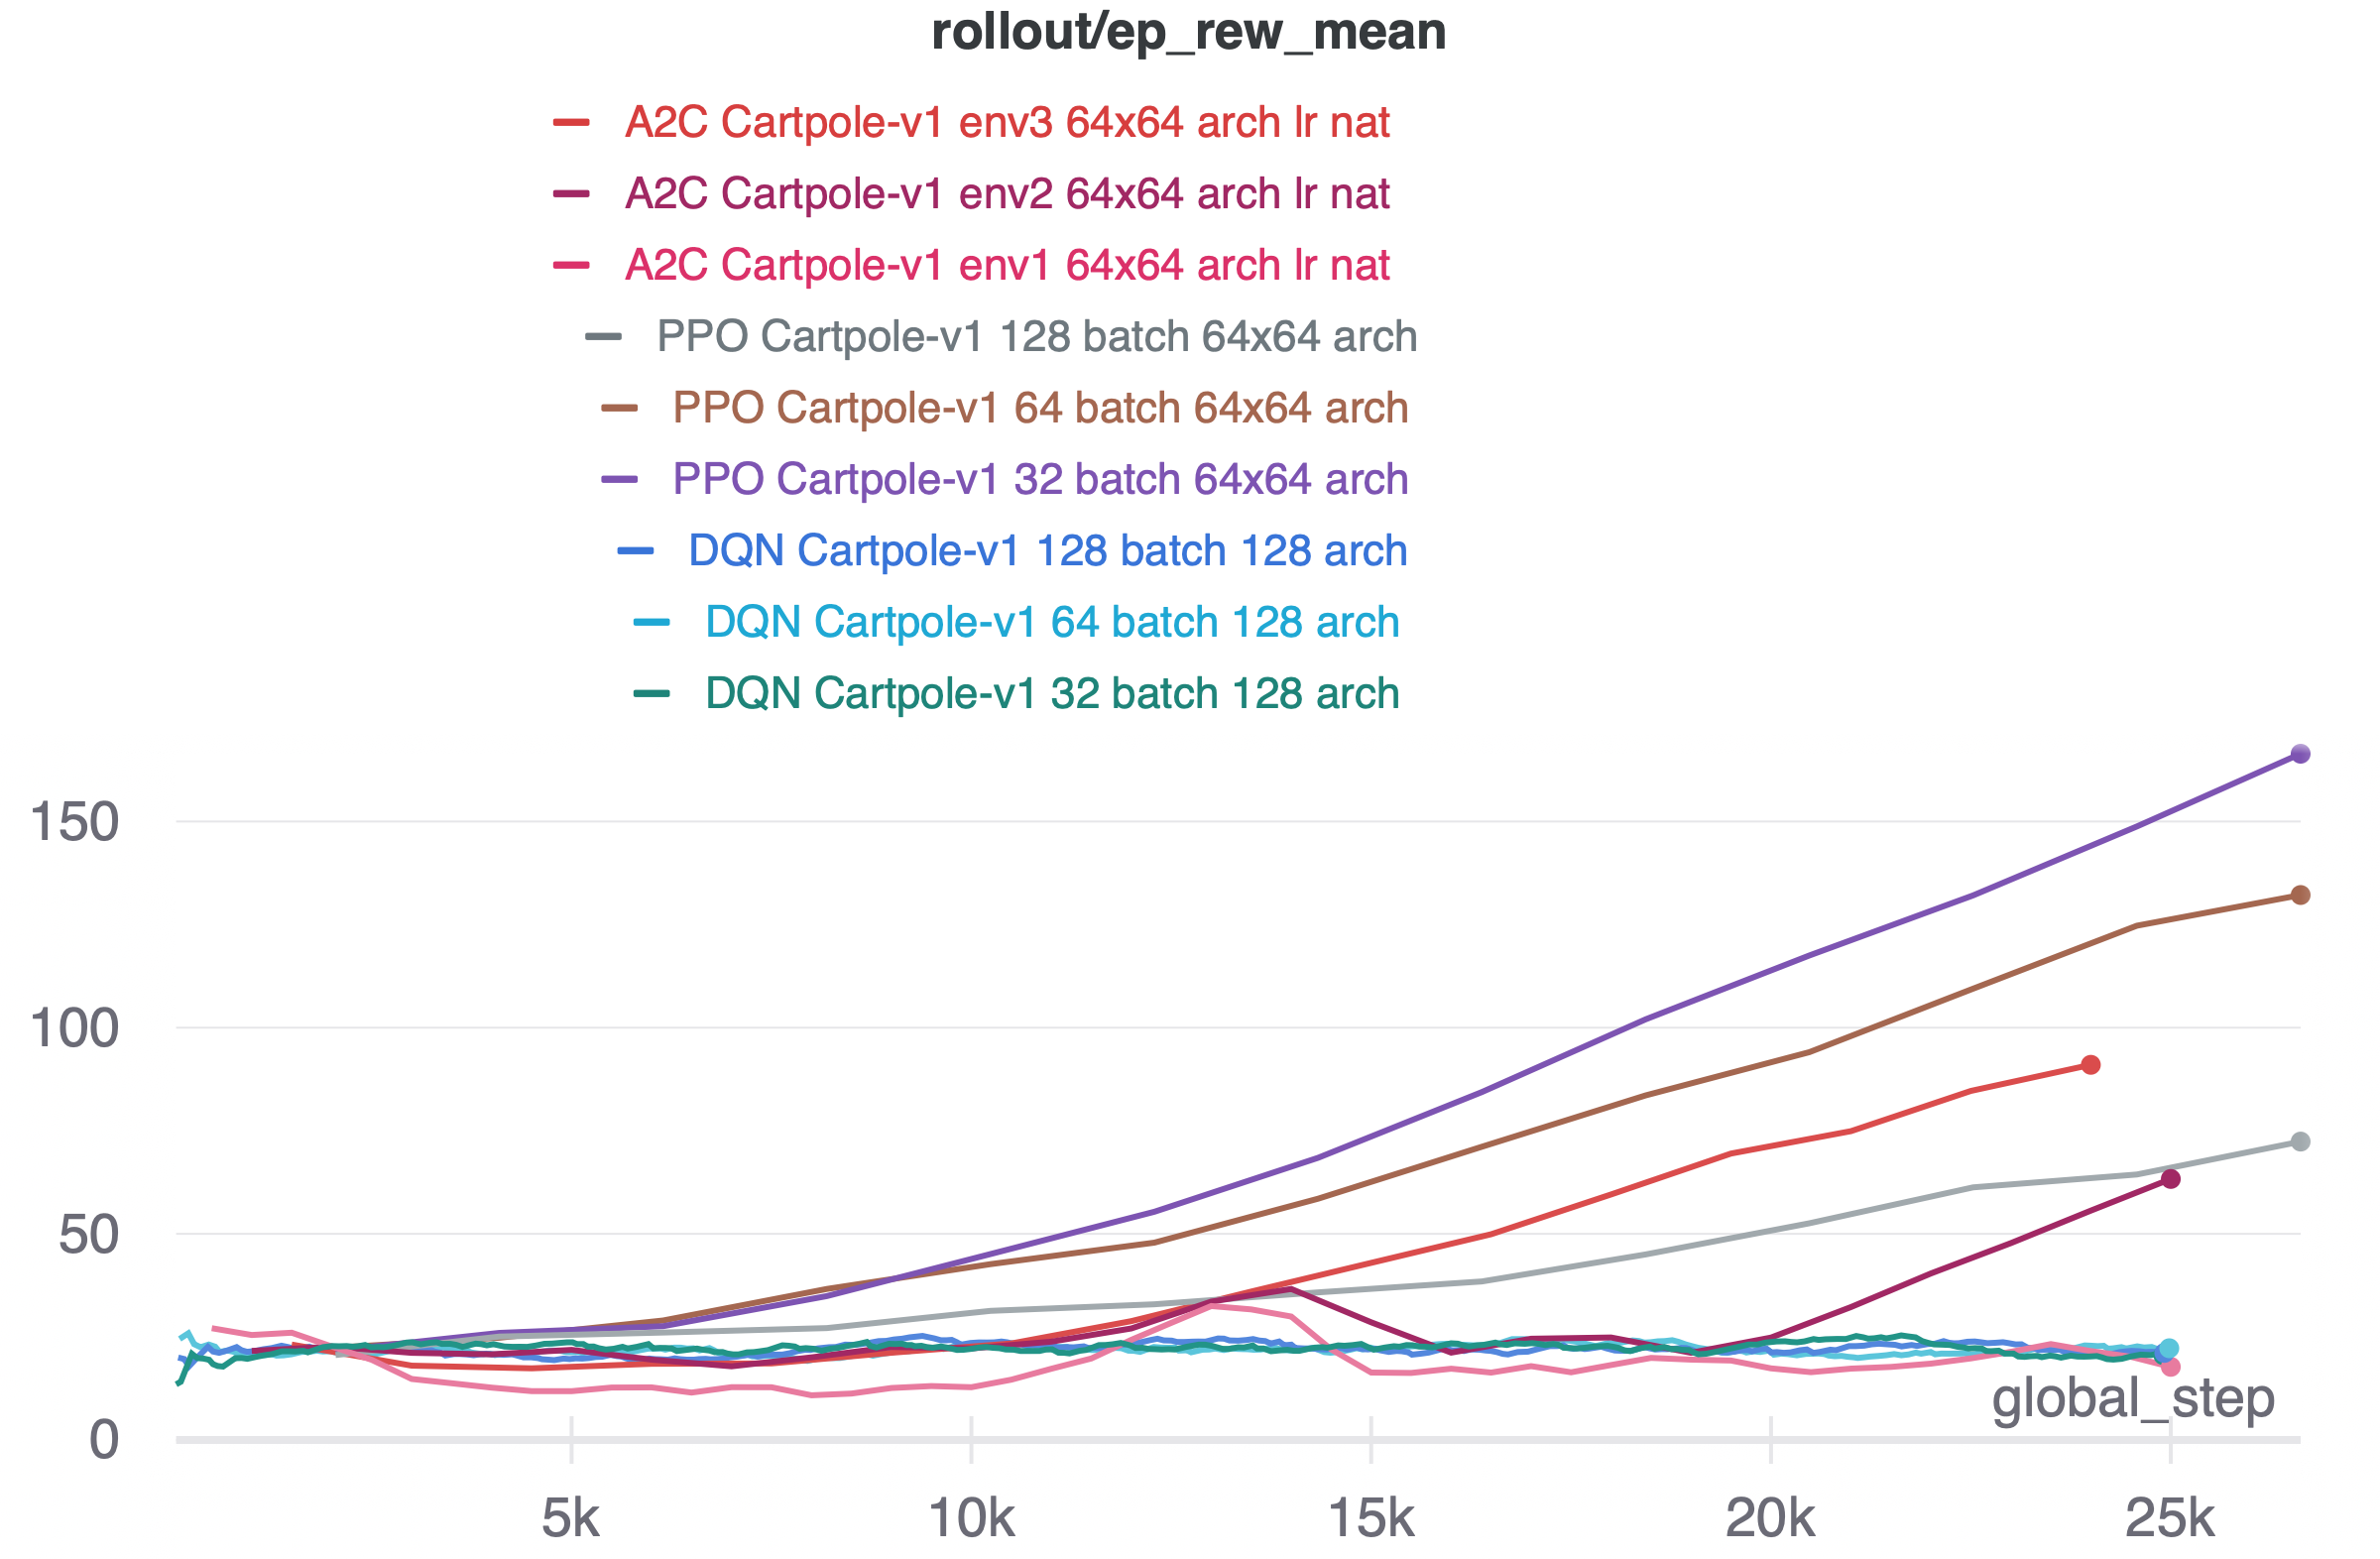 rollout/ep_rew_mean
A2C Cartpole-v1 env3 64x64 arch lr nat
A2C Cartpole-v1 env2 64x64 arch lr nat
A2C Cartpole-v1 env1 64x64 arch lr nat
PPO Cartpole-v1 128 batch 64x64 arch
PPO Cartpole-v1 64 batch 64x64 arch
PPO Cartpole-v1 32 batch 64x64 arch
DQN Cartpole-v1 128 batch 128 arch
DQN Cartpole-v1 64 batch 128 arch
DQN Cartpole-v1 32 batch 128 arch
150
100
50
0
global_step
5k 10k 15k 20k 25k